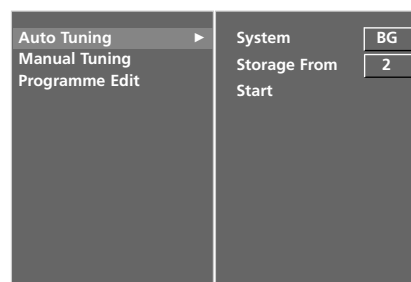 Auto Tuning ►
Manual Tuning
Programme Edit
System BG
Storage From 2
Start